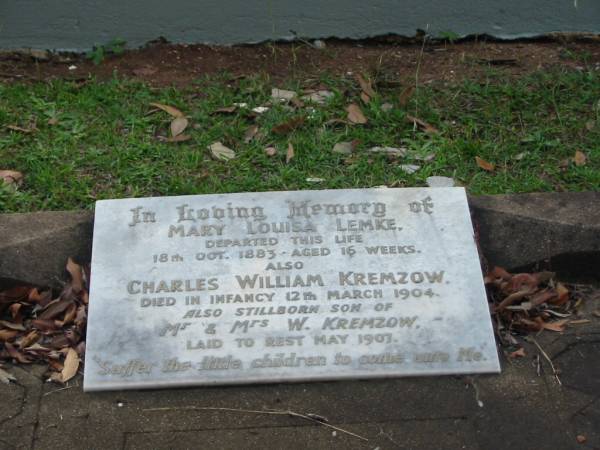 In Loving Memory of
MARY LOUISA LEMKE.
DEPARTED THIS LIFE
18TH OCT. 1883 - AGED 16 WEEKS.
ALSO
CHARLES WILLIAM KREMZOW.
DIED IN INFANCY 12TH MARCH 1904.
ALSO STILLBORN SON OF
MR & MRS W. KREMZOW.
LAID TO REST MAY 1907.
Suffer the little children to come unto Me.